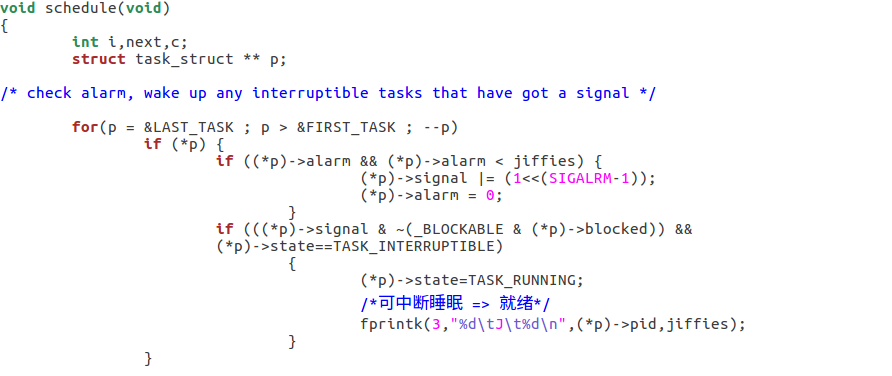 void schedule(void)
{
        int i,next,c;
        struct task_struct ** p;

/* check alarm, wake up any interruptible tasks that have got a signal */

        for(p = &LAST_TASK ; p > &FIRST_TASK ; --p)
                if (*p) {
                        if ((*p)->alarm && (*p)->alarm < jiffies) {
                                        (*p)->signal |= (1<<(SIGALRM-1));
                                        (*p)->alarm = 0;
                                }
                        if (((*p)->signal & ~(_BLOCKABLE & (*p)->blocked)) &&
                        (*p)->state==TASK_INTERRUPTIBLE)
                                {
                                        (*p)->state=TASK_RUNNING;
                                        /*可中断睡眠 => 就绪*/
                                        fprintk(3,"%d\tJ\t%d\n",(*p)->pid,jiffies);
                                }
                }